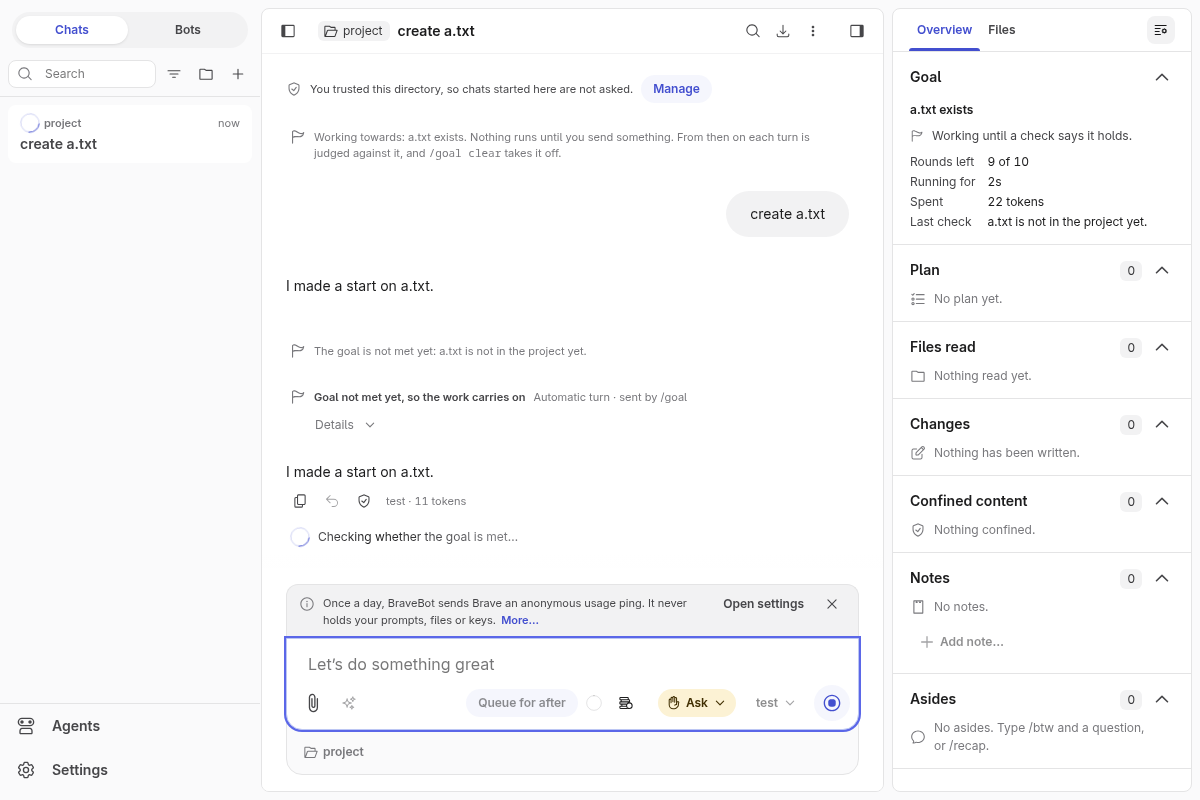 Chats
Bots
Search
project
now
create a.txt
Agents
Settings
project
create a.txt
You trusted this directory, so chats started here are not asked.
Manage
Working towards: a.txt exists. Nothing runs until you send something. From then on each turn is
judged against it, and /goal clear takes it off.
create a.txt
I made a start on a.txt.
The goal is not met yet: a.txt is not in the project yet.
Goal not met yet, so the work carries on Automatic turn · sent by /goal
Details
I made a start on a.txt.
test · 11 tokens
Checking whether the goal is met...
Once a day, BraveBot sends Brave an anonymous usage ping. It never
holds your prompts, files or keys. More...
Open settings
Let's do something great
Queue for after
Ask
test
project
Overview
Files
Goal
a.txt exists
Working until a check says it holds.
Rounds left 9 of 10
Running for 2s
Spent 22 tokens
Last check a.txt is not in the project yet.
Plan 0
No plan yet.
Files read 0
Nothing read yet.
Changes 0
Nothing has been written.
Confined content 0
Nothing confined.
Notes 0
No notes.
Add note...
Asides 0
No asides. Type /btw and a question,
or /recap.